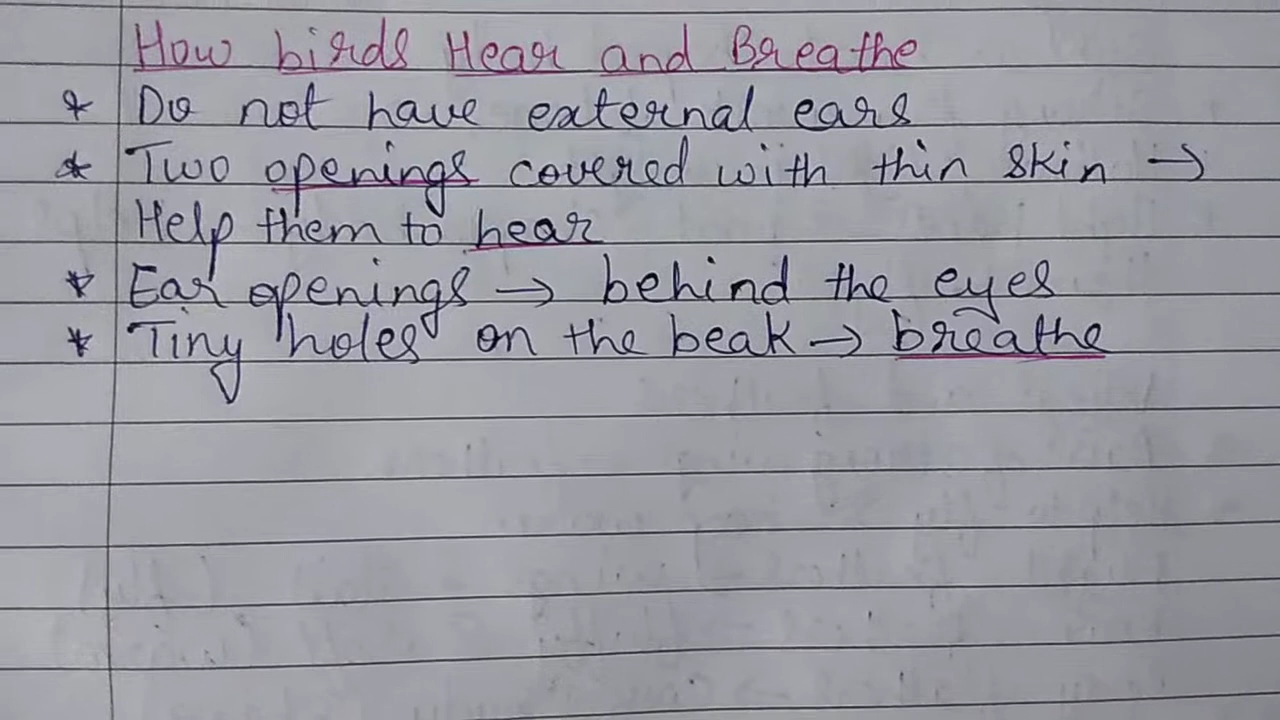 How birds Hear and Breathe
* Do not have external ears
* Two openings covered with thin skin →
Help them to hear
* Ear openings → behind the eyes
* Tiny holes on the beak → breathe